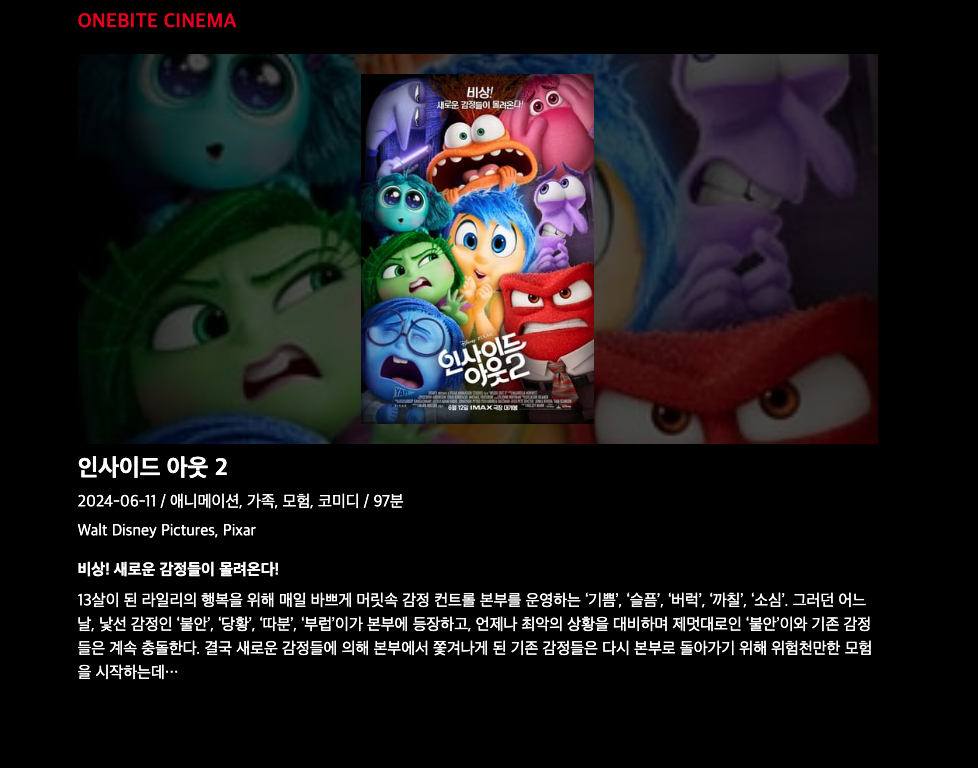 ONEBITE CINEMA
비상!
새로운 감정들이 몰려온다!
인사이드
아웃2
6월 12일 IMAX 극장 대개봉
인사이드 아웃 2
2024-06-11 / 애니메이션, 가족, 모험, 코미디 / 97분
Walt Disney Pictures, Pixar
비상! 새로운 감정들이 몰려온다!
13살이 된 라일리의 행복을 위해 매일 바쁘게 머릿속 감정 컨트롤 본부를 운영하는 ‘기쁨’, ‘슬픔’, ‘버럭’, ‘까칠’, ‘소심’. 그러던 어느
날, 낯선 감정인 ‘불안’, ‘당황’, ‘따분’, ‘부럽’이가 본부에 등장하고, 언제나 최악의 상황을 대비하며 제멋대로인 ‘불안’이와 기존 감정
들은 계속 충돌한다. 결국 새로운 감정들에 의해 본부에서 쫓겨나게 된 기존 감정들은 다시 본부로 돌아가기 위해 위험천만한 모험
을 시작하는데…